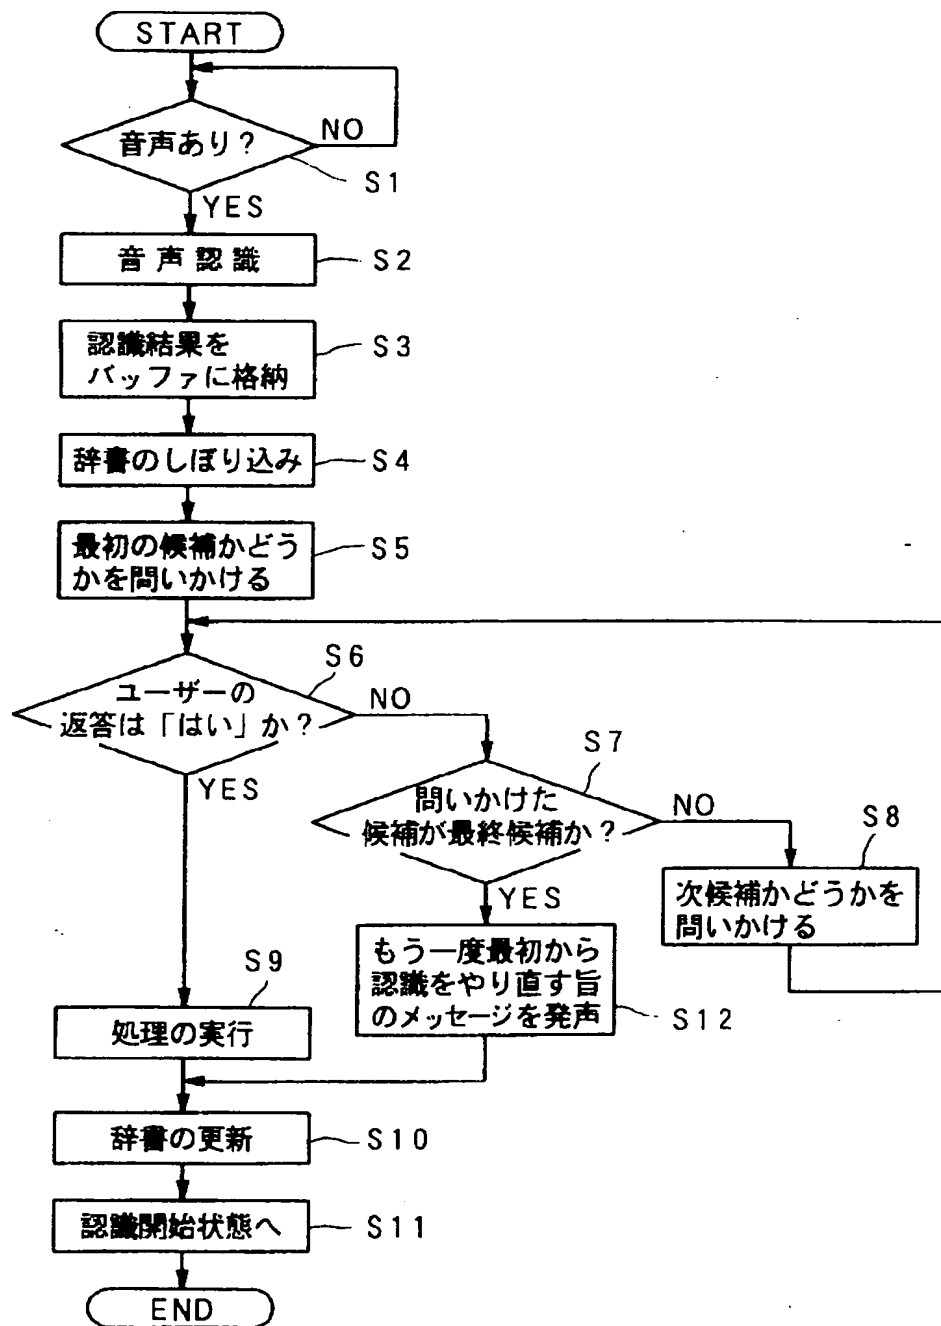 START
音声あり？
NO
S1
YES
音声認識
S2
認識結果を
バッファに格納
S3
辞書のしぼり込み
S4
最初の候補かどう
かを問いかける
S5
S6
ユーザーの
返答は「はい」か？
NO
YES
S7
問いかけた
候補が最終候補か？
NO
YES
S8
次候補かどうかを
問いかける
もう一度最初から
認識をやり直す旨
のメッセージを発声
S12
S9
処理の実行
辞書の更新
S10
認識開始状態へ
S11
END